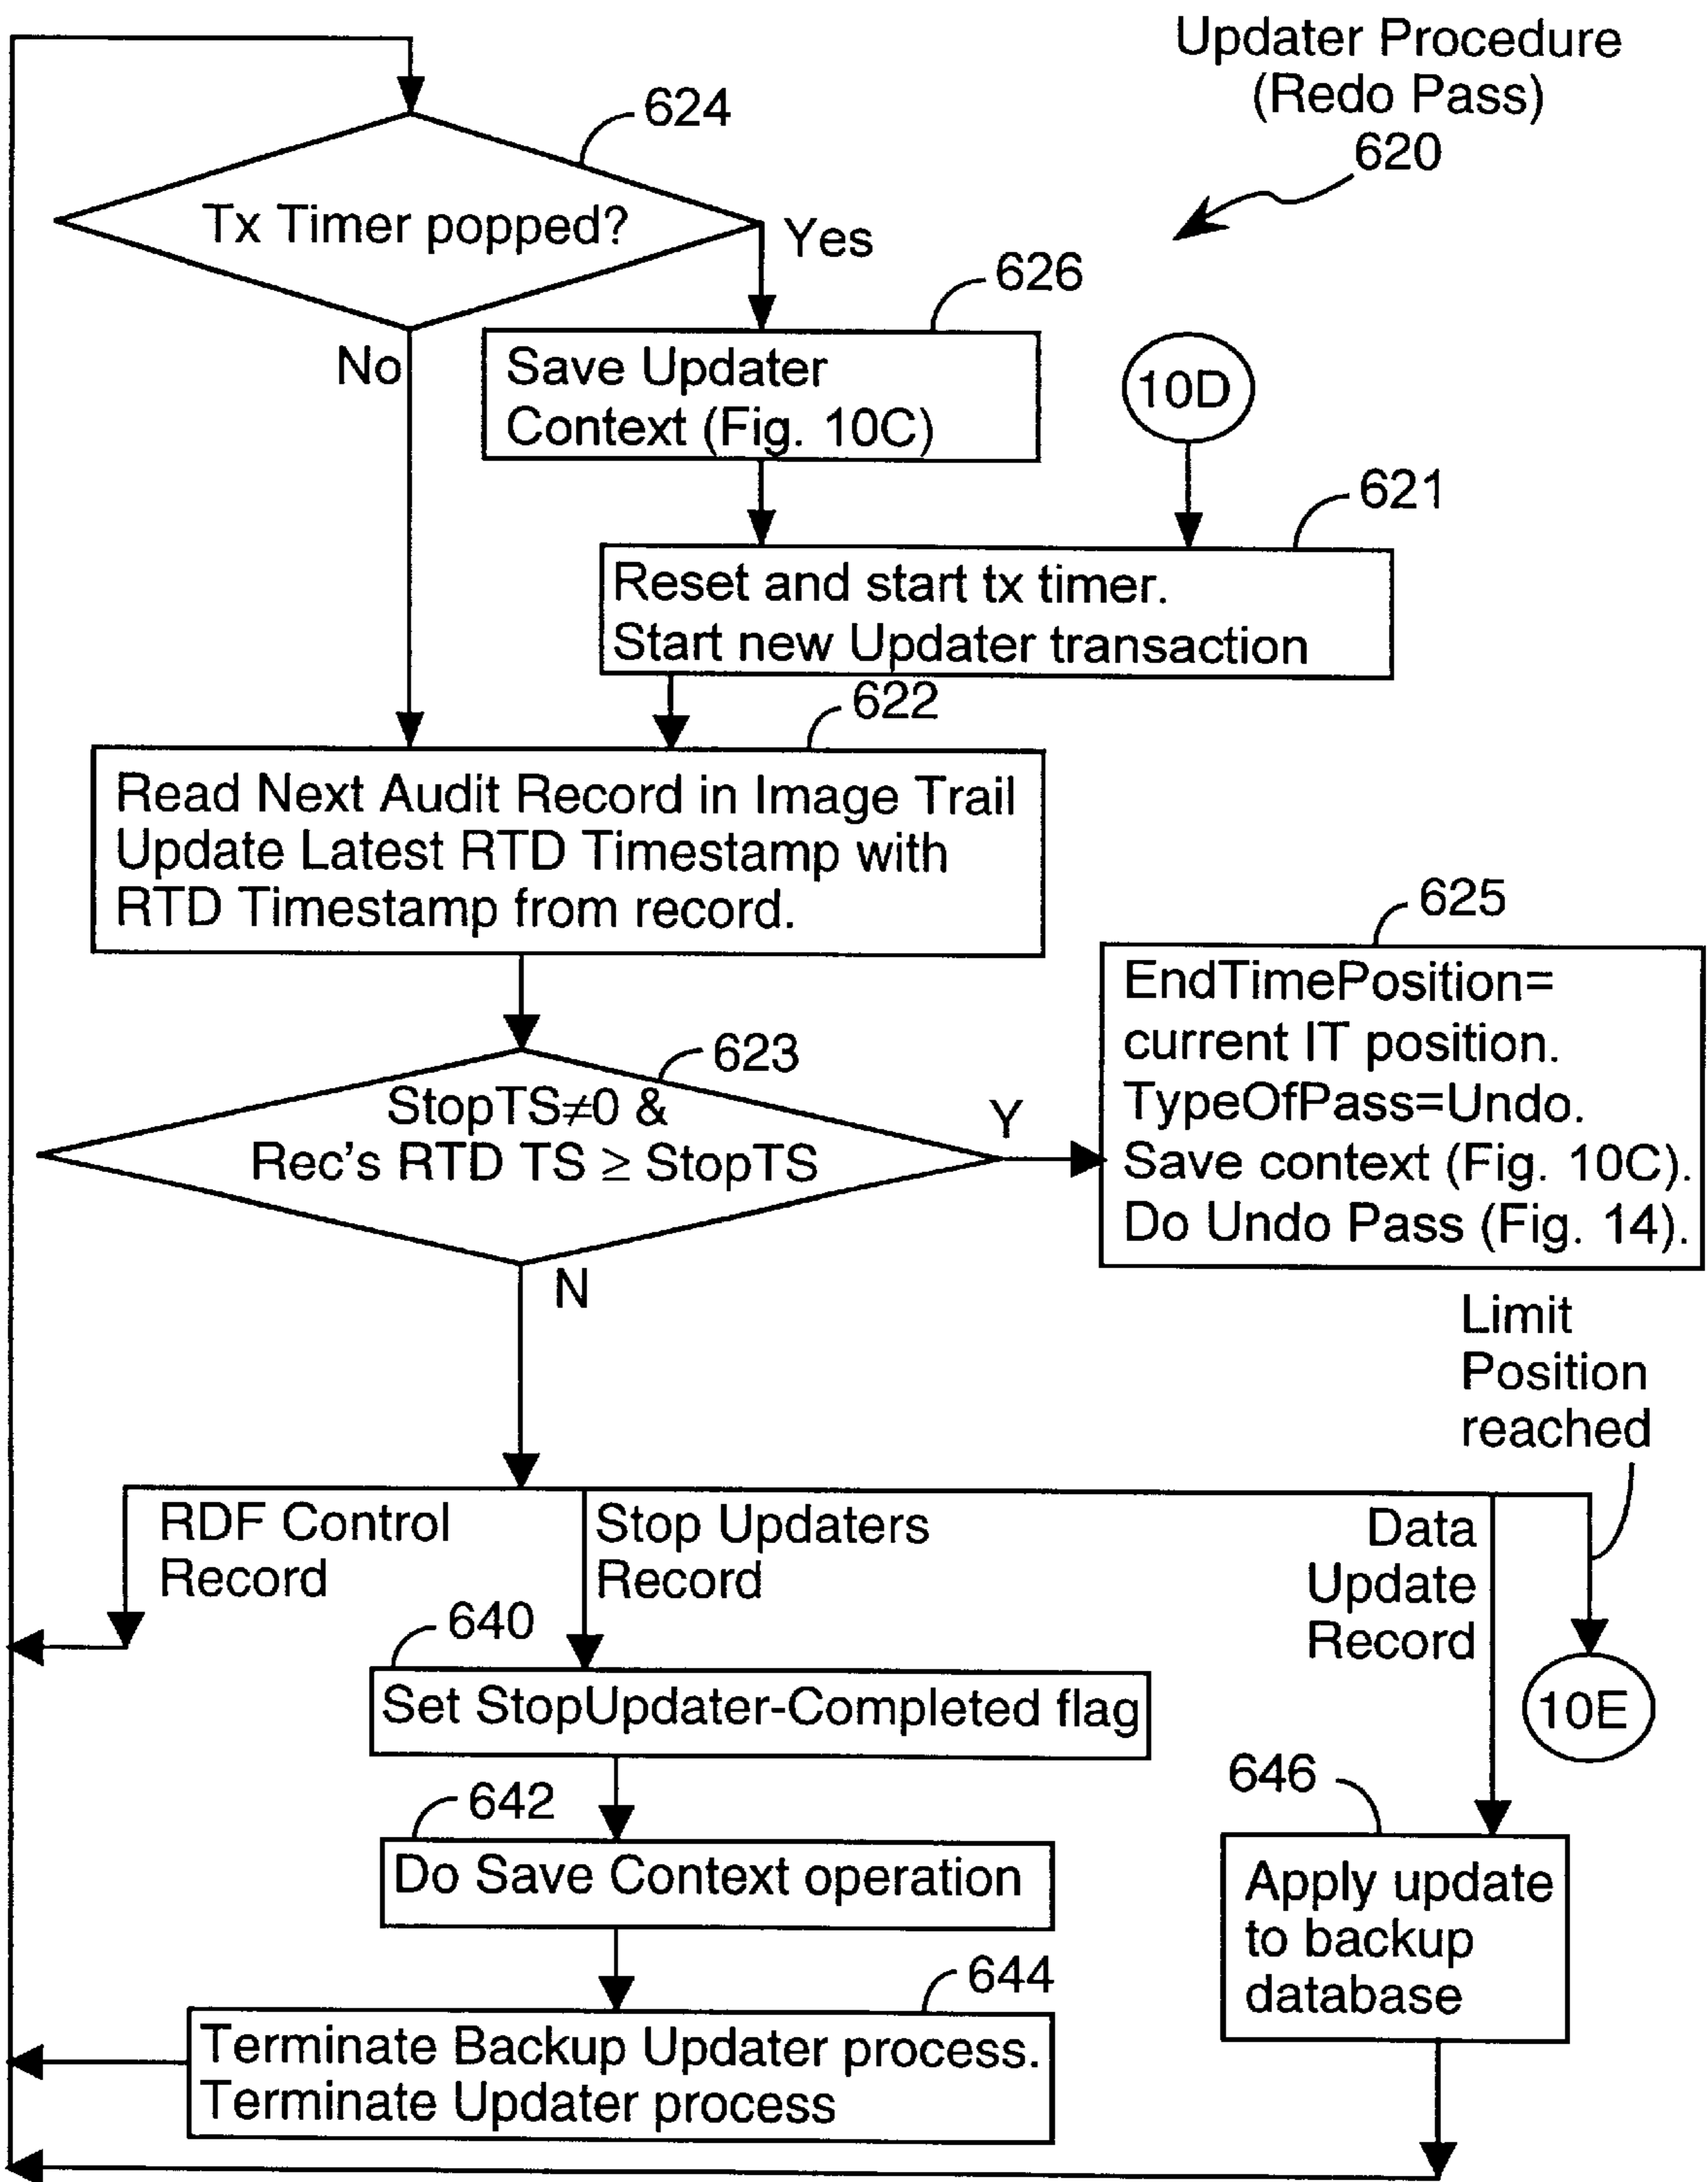 Updater Procedure
(Redo Pass)
620
624
Tx Timer popped?
Yes
No
626
Save Updater
Context (Fig. 10C)
10D
621
Reset and start tx timer.
Start new Updater transaction
622
Read Next Audit Record in Image Trail
Update Latest RTD Timestamp with
RTD Timestamp from record.
623
StopTS≠0 &
Rec's RTD TS ≥ StopTS
Y
N
625
EndTimePosition=
current IT position.
TypeOfPass=Undo.
Save context (Fig. 10C).
Do Undo Pass (Fig. 14).
Limit
Position
reached
RDF Control
Record
Stop Updaters
Record
Data
Update
Record
10E
640
Set StopUpdater-Completed flag
642
Do Save Context operation
644
Terminate Backup Updater process.
Terminate Updater process
646
Apply update
to backup
database